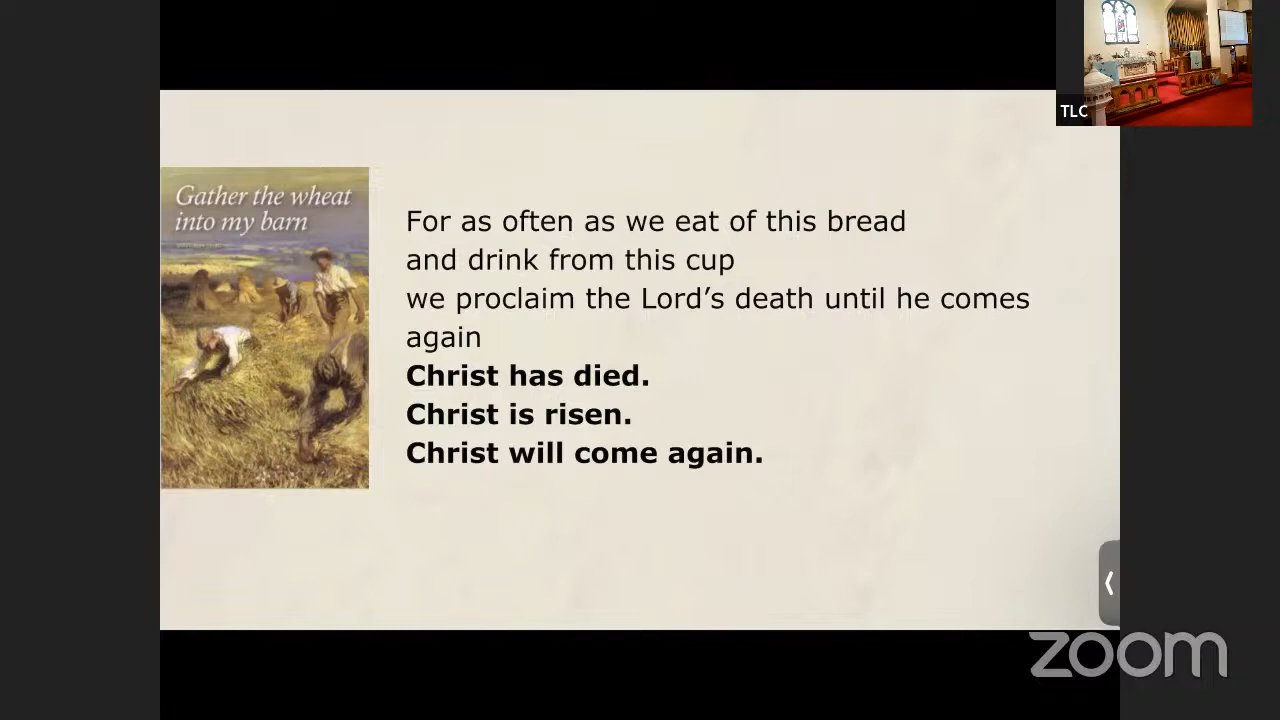 TLC
Gather the wheat
into my barn
For as often as we eat of this bread
and drink from this cup
we proclaim the Lord’s death until he comes
again
Christ has died.
Christ is risen.
Christ will come again.
zoom